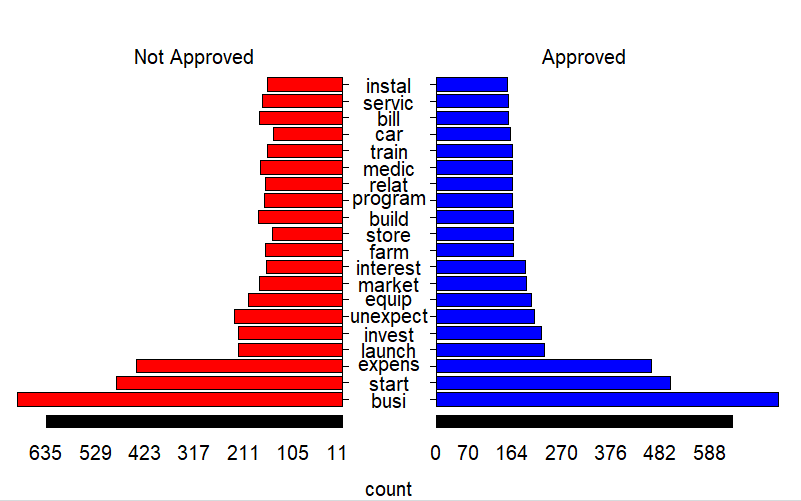 Not Approved Approved
instal
servic
bill
car
train
medic
relat
program
build
store
farm
interest
market
equip
unexpect
invest
launch
expens
start
busi
635 529 423 317 211 105 11 0 70 164 270 376 482 588
count